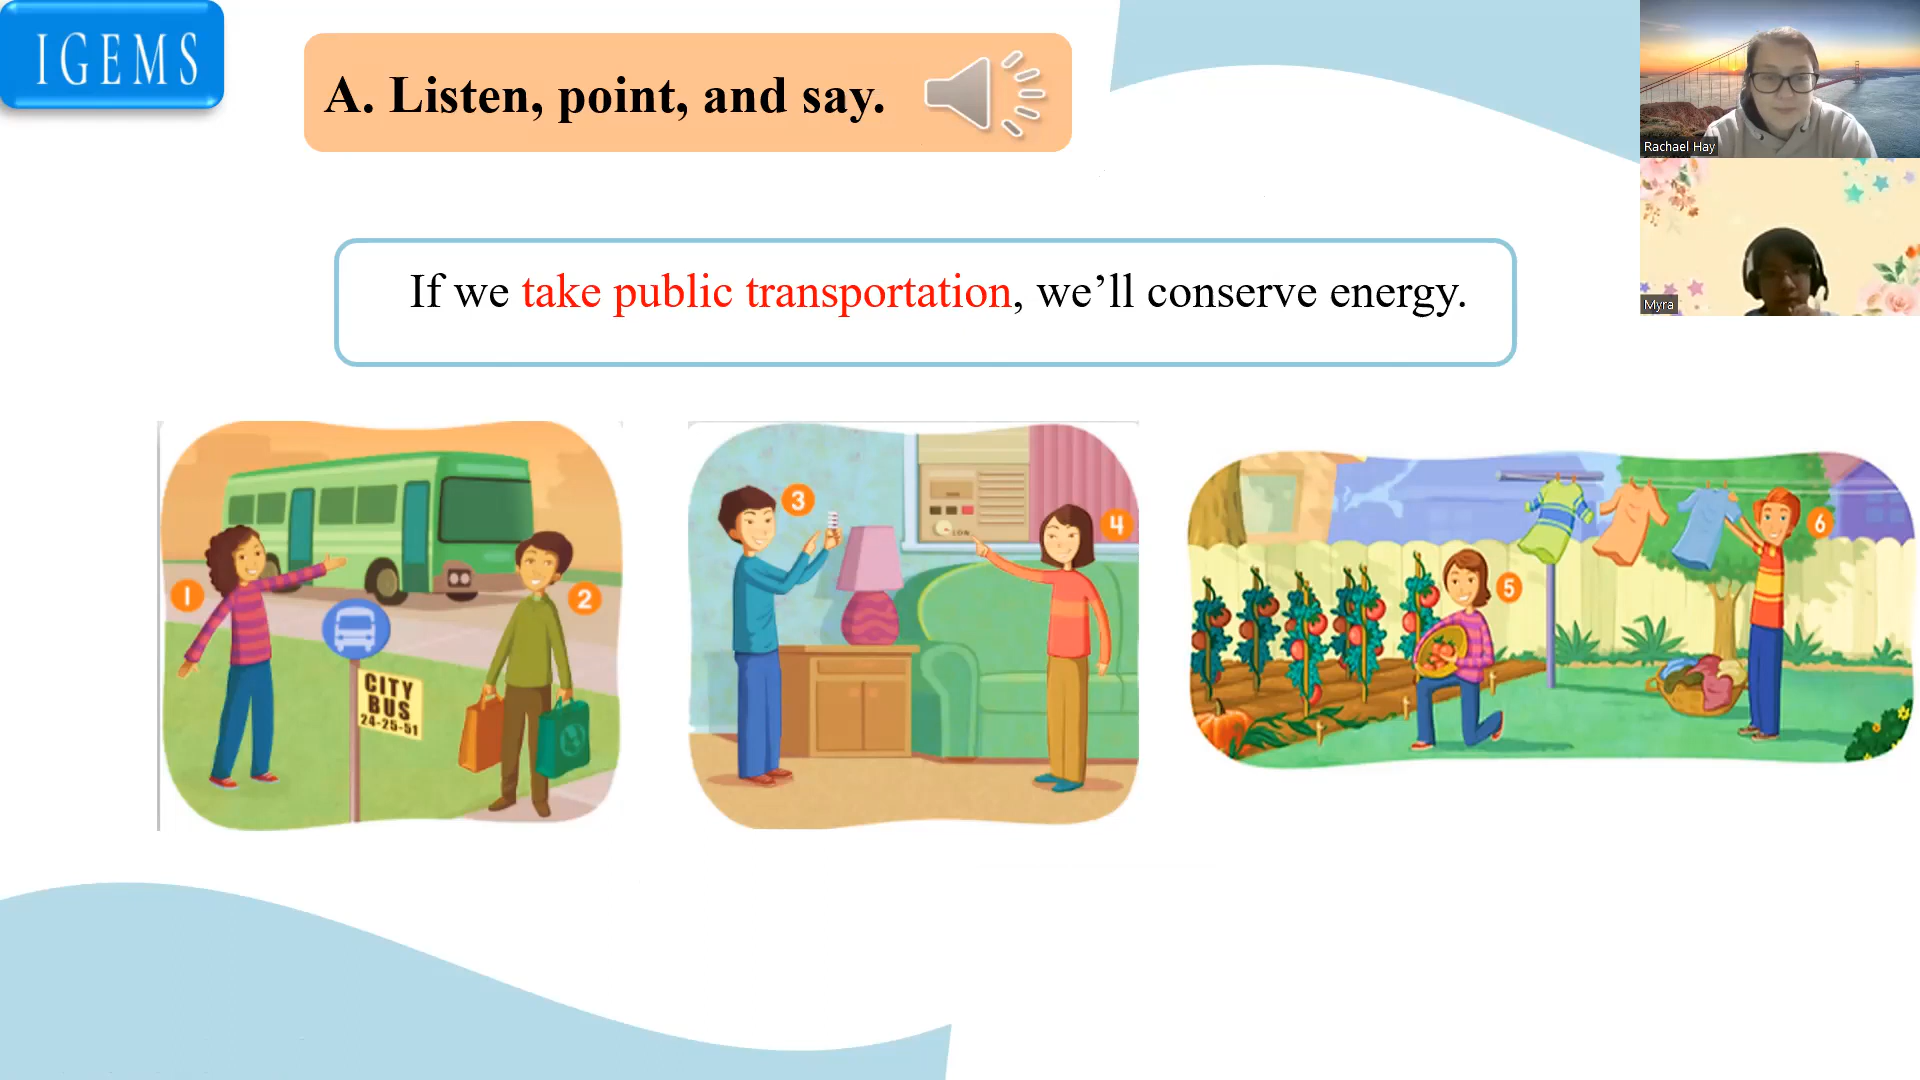 IGEMS
A. Listen, point, and say.
Rachael Hay
Myra
If we take public transportation, we’ll conserve energy.
1
2
CITY
BUS
24-25-51
3
4
LOW
5
6